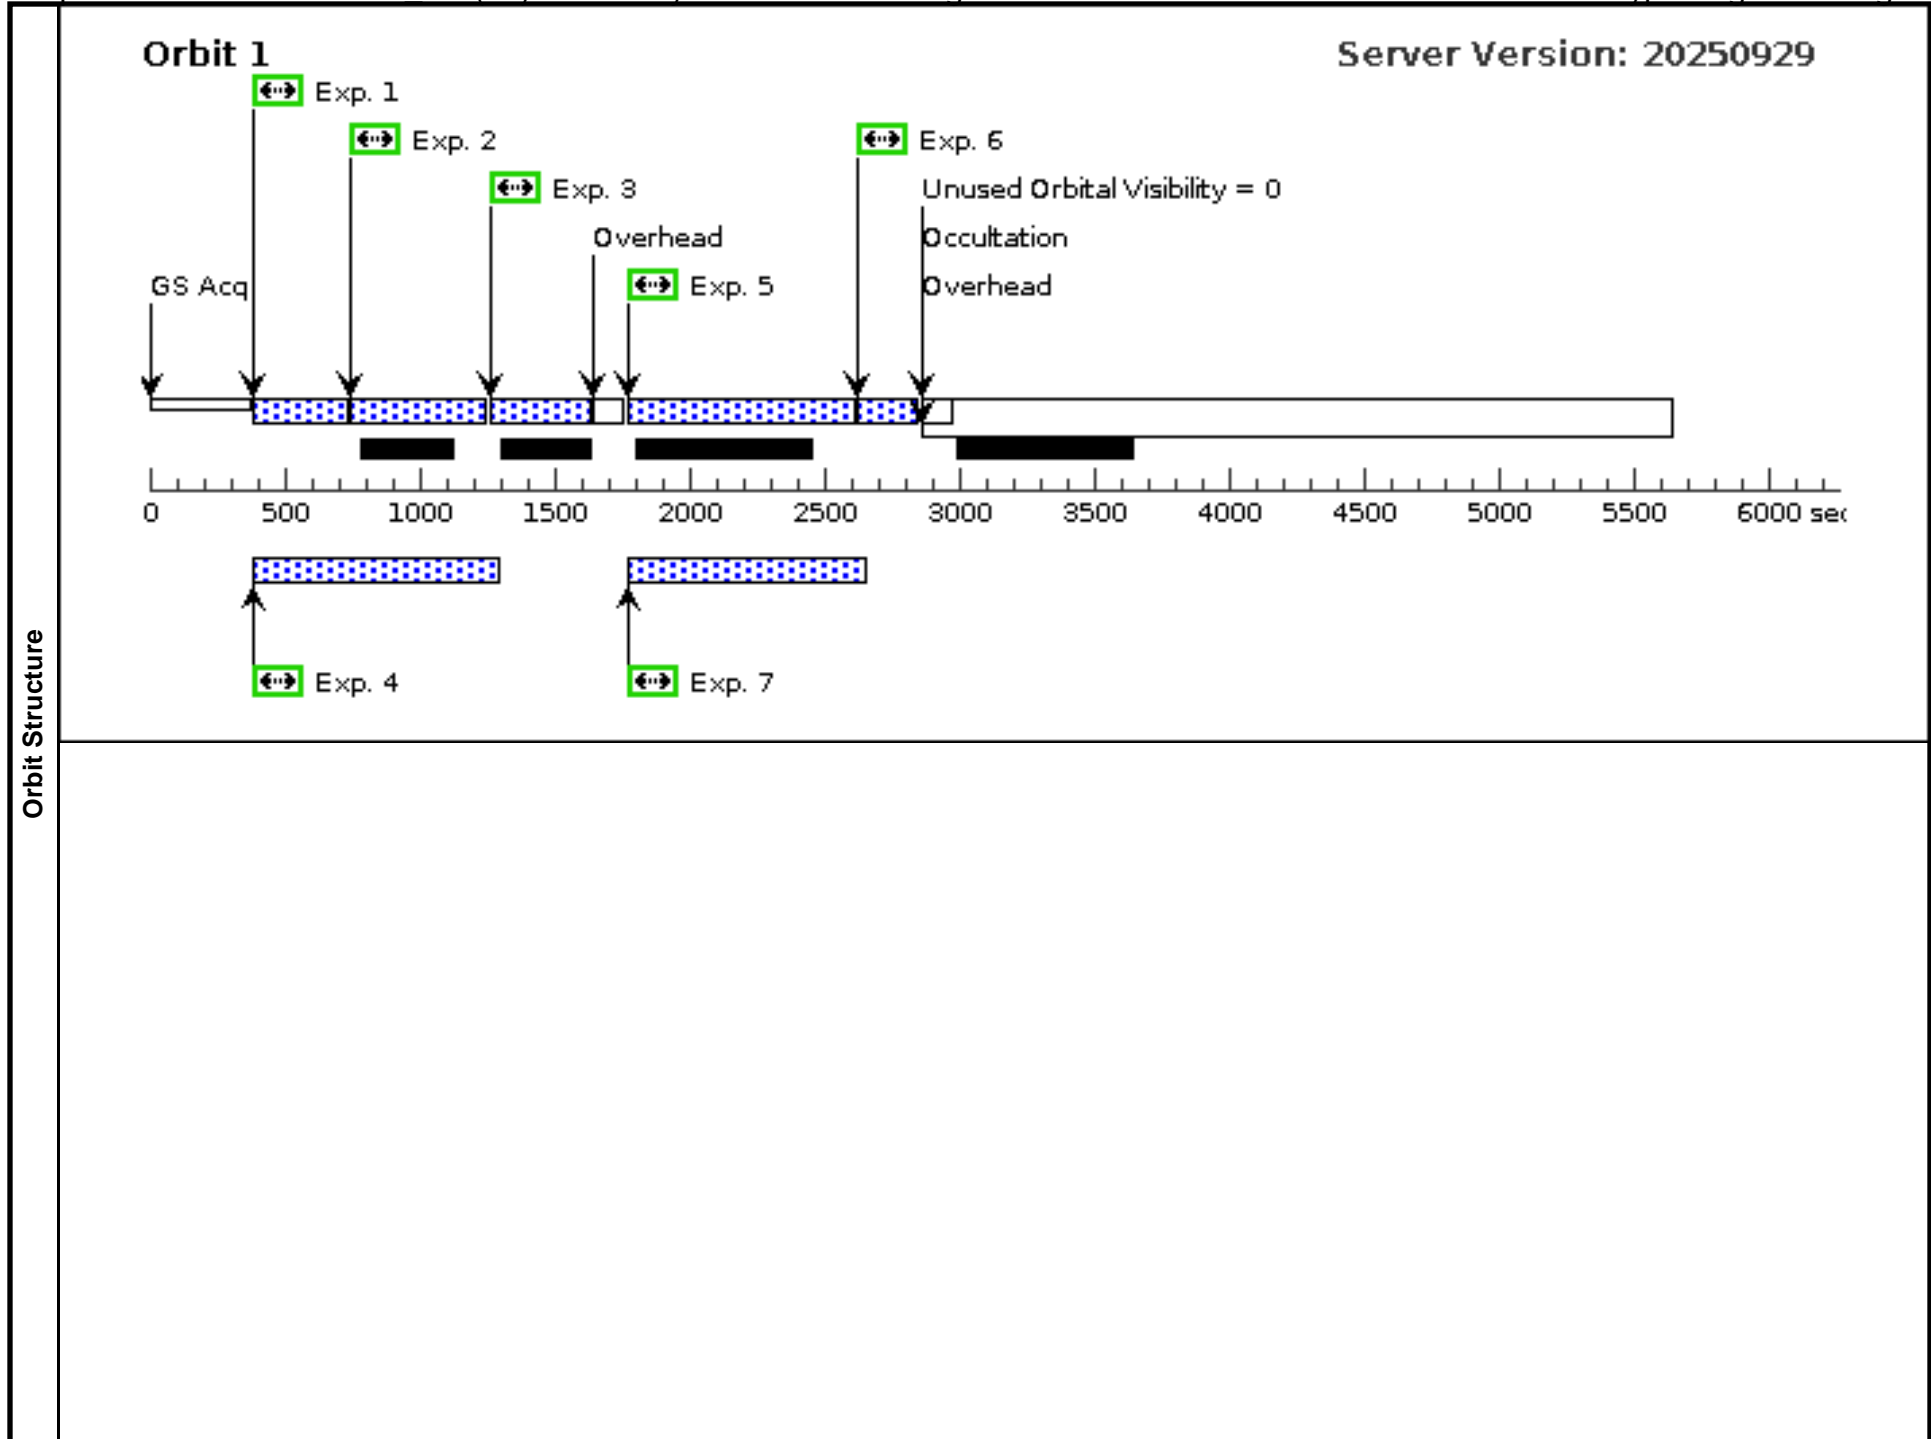 Orbit 1
Server Version: 20250929
Exp. 1
Exp. 2
Exp. 6
Exp. 3
Unused Orbital Visibility = 0
Overhead
Occultation
GS Acq
Exp. 5
Overhead
0 500 1000 1500 2000 2500 3000 3500 4000 4500 5000 5500 6000 sec
Exp. 4
Exp. 7
Orbit Structure